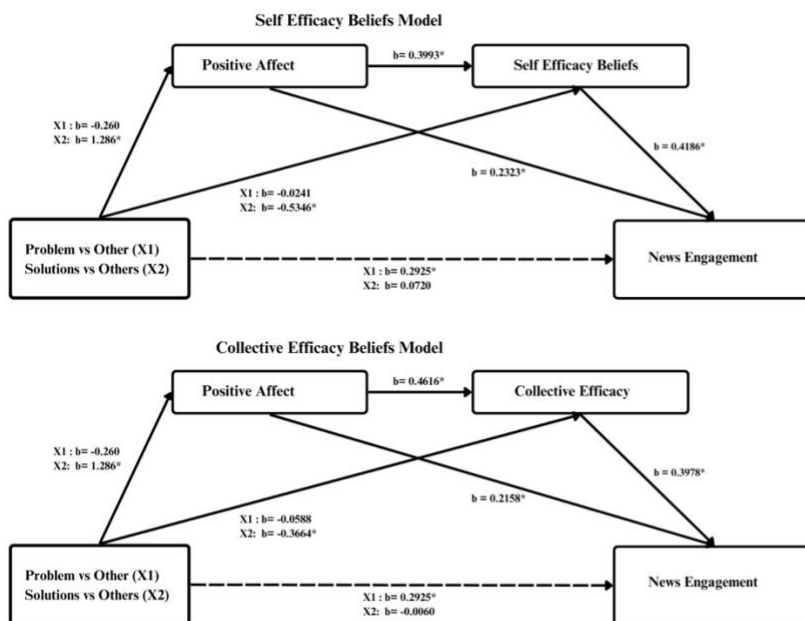 Self Efficacy Beliefs Model
Positive Affect
b= 0.3993*
Self Efficacy Beliefs
X1 : b= -0.260
X2: b= 1.286*
b = 0.4186*
b = 0.2323*
X1 : b= -0.0241
X2: b= -0.5346*
Problem vs Other (X1)
Solutions vs Others (X2)
X1 : b= 0.2925*
X2: b= 0.0720
News Engagement
Collective Efficacy Beliefs Model
Positive Affect
b= 0.4616*
Collective Efficacy
X1 : b= -0.260
X2: b= 1.286*
b = 0.3978*
b = 0.2158*
X1 : b= -0.0588
X2: b= -0.3664*
Problem vs Other (X1)
Solutions vs Others (X2)
X1 : b= 0.2925*
X2: b= -0.0060
News Engagement